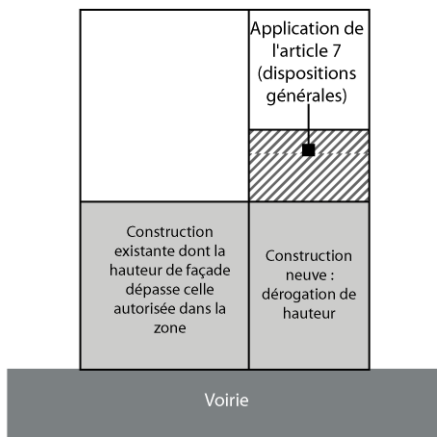 Application de
l'article 7
(dispositions
générales)
Construction
existante dont la
hauteur de façade
dépasse celle
autorisée dans la
zone
Construction
neuve :
dérogation de
hauteur
Voirie